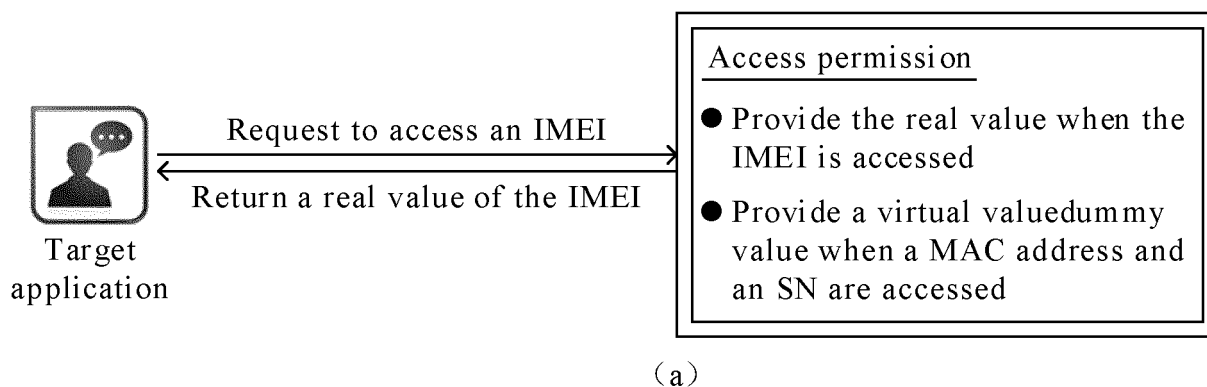 Request to access an IMEI
Return a real value of the IMEI
Target
application
Access permission
● Provide the real value when the
IMEI is accessed
● Provide a virtual valuedummy
value when a MAC address and
an SN are accessed
（a）